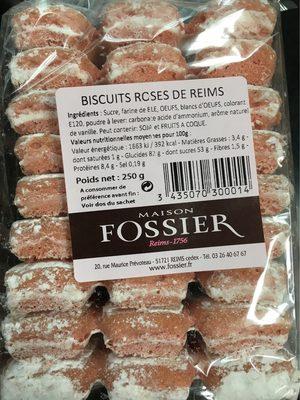 BISCUITS ROSES DE REIMS
Ingrédients : Sucre, farine de BLE, OEUFS, blancs d'OEUFS, colorant
E120, poudre à lever: carbonate acide d'ammonium, arôme naturel
de vanille. Peut contenir: SOJA et FRUITS A COQUE.
Valeurs nutritionnelles moyennes pour 100g :
Valeur énergétique : 1663 kJ / 392 kcal - Matières Grasses : 3,4 g -
dont saturées 1 g - Glucides 82 g - dont sucres 53 g - Fibres 1,5 g -
Protéines 8,4 g - Sel 0,19 g
Poids net : 250 g
A consommer de
préférence avant fin :
Voir dos du sachet
3 435070 300014
MAISON
FOSSIER
Reims-1756
20, rue Maurice Prévoteau - 51721 REIMS cedex - Tél. 03 26 40 67 67
www.fossier.fr